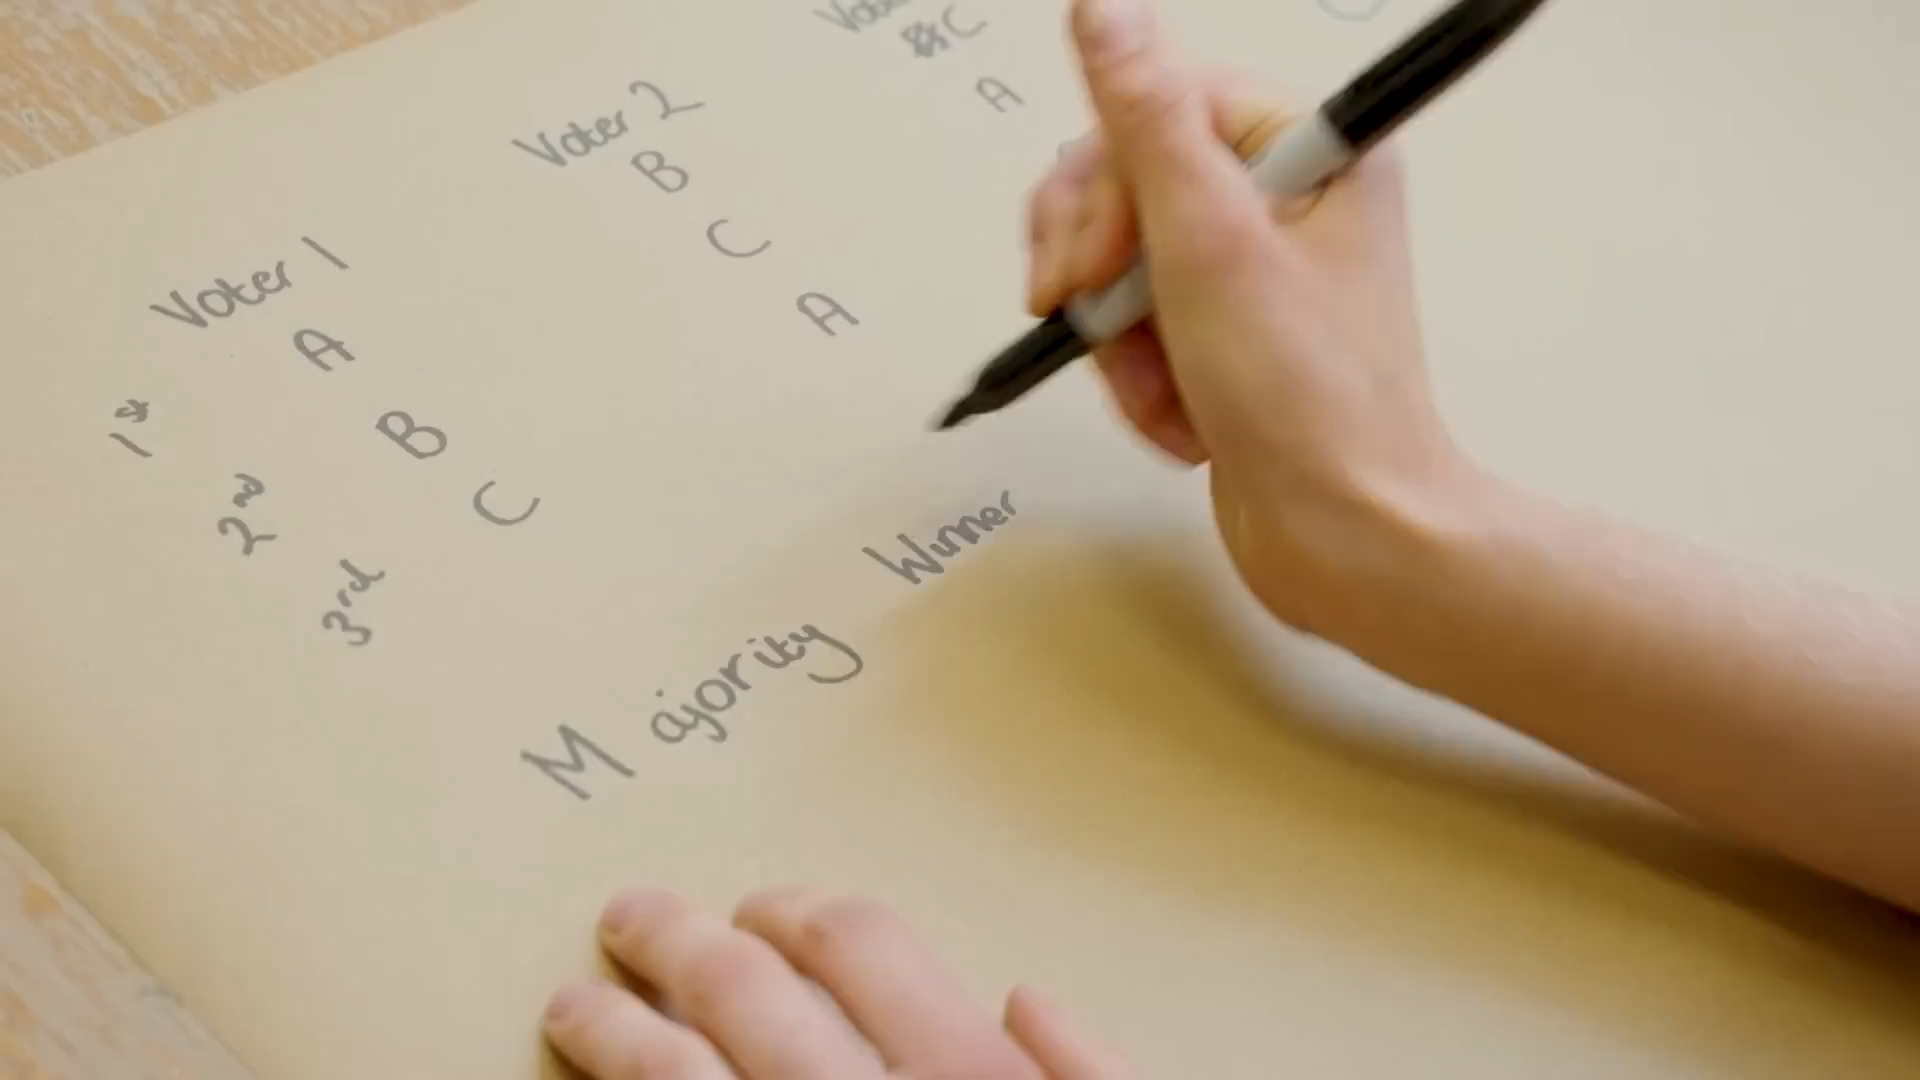 Voter 1 Voter 2
1st A B C
2nd B C A
3rd C A
Majority Winner